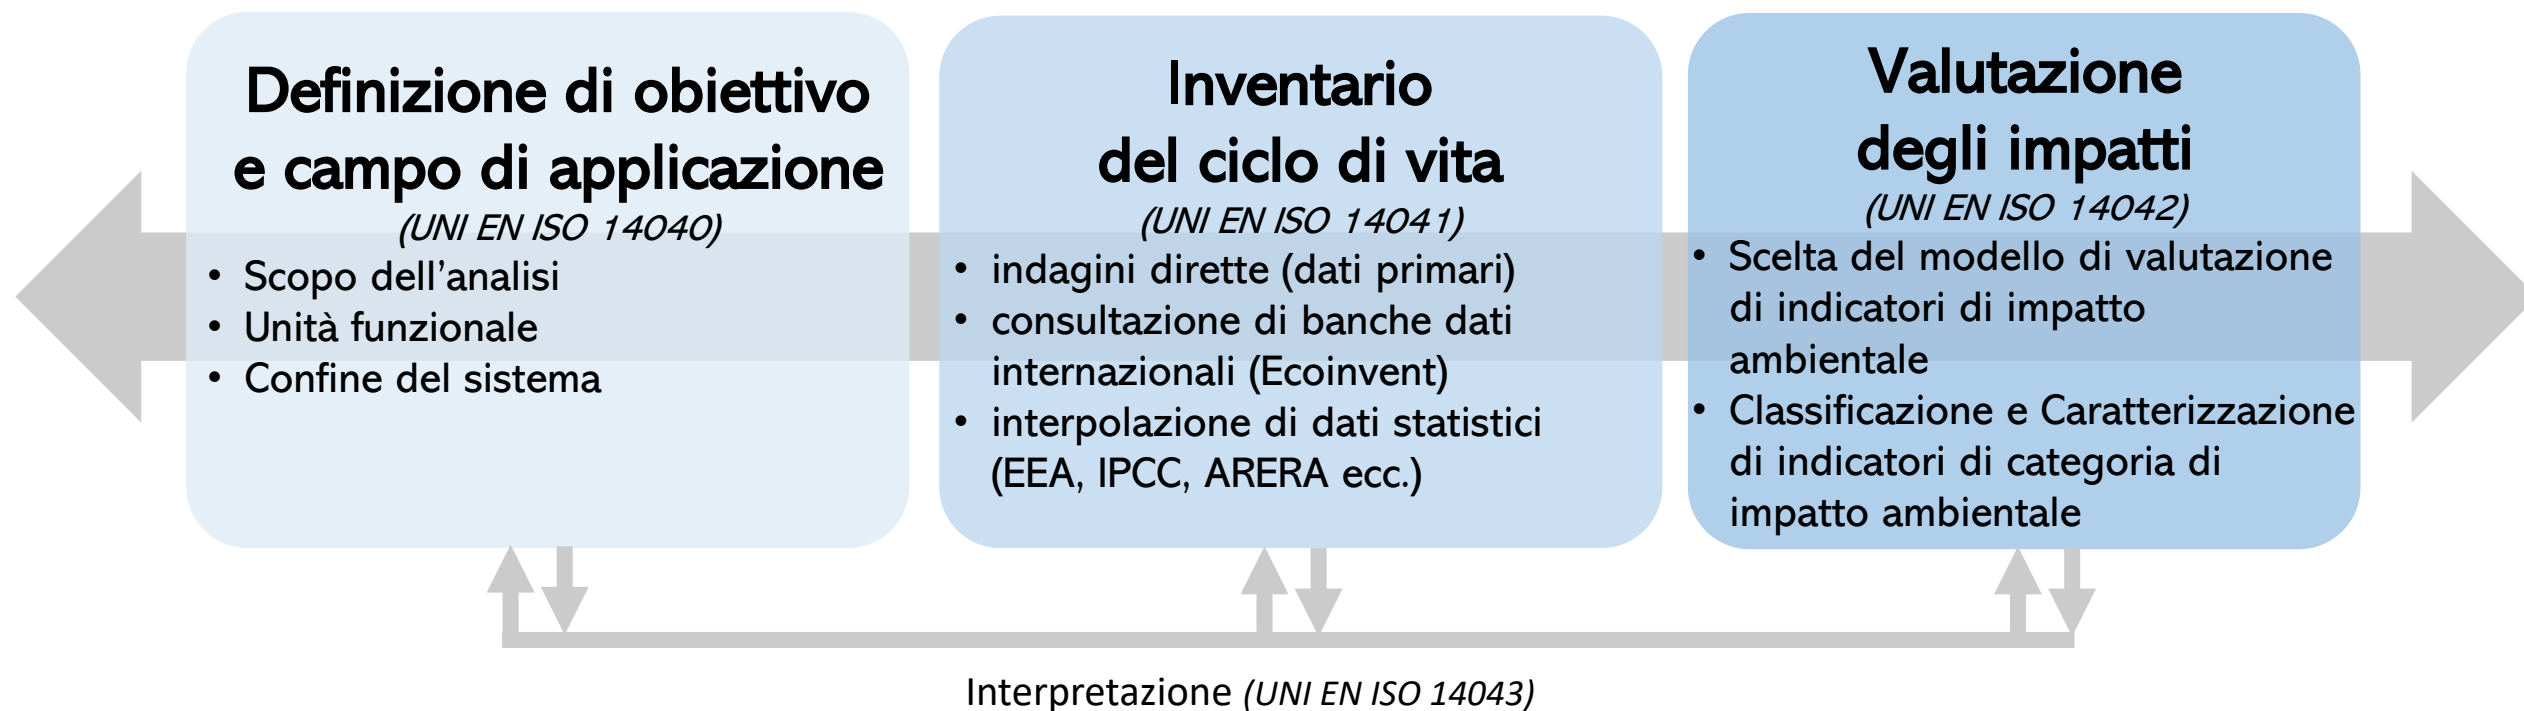 Definizione di obiettivo
e campo di applicazione
(UNI EN ISO 14040)
• Scopo dell'analisi
• Unità funzionale
• Confine del sistema
Inventario
del ciclo di vita
(UNI EN ISO 14041)
• indagini dirette (dati primari)
• consultazione di banche dati
internazionali (Ecoinvent)
• interpolazione di dati statistici
(EEA, IPCC, ARERA ecc.)
Valutazione
degli impatti
(UNI EN ISO 14042)
• Scelta del modello di valutazione
di indicatori di impatto
ambientale
• Classificazione e Caratterizzazione
di indicatori di categoria di
impatto ambientale
Interpretazione (UNI EN ISO 14043)